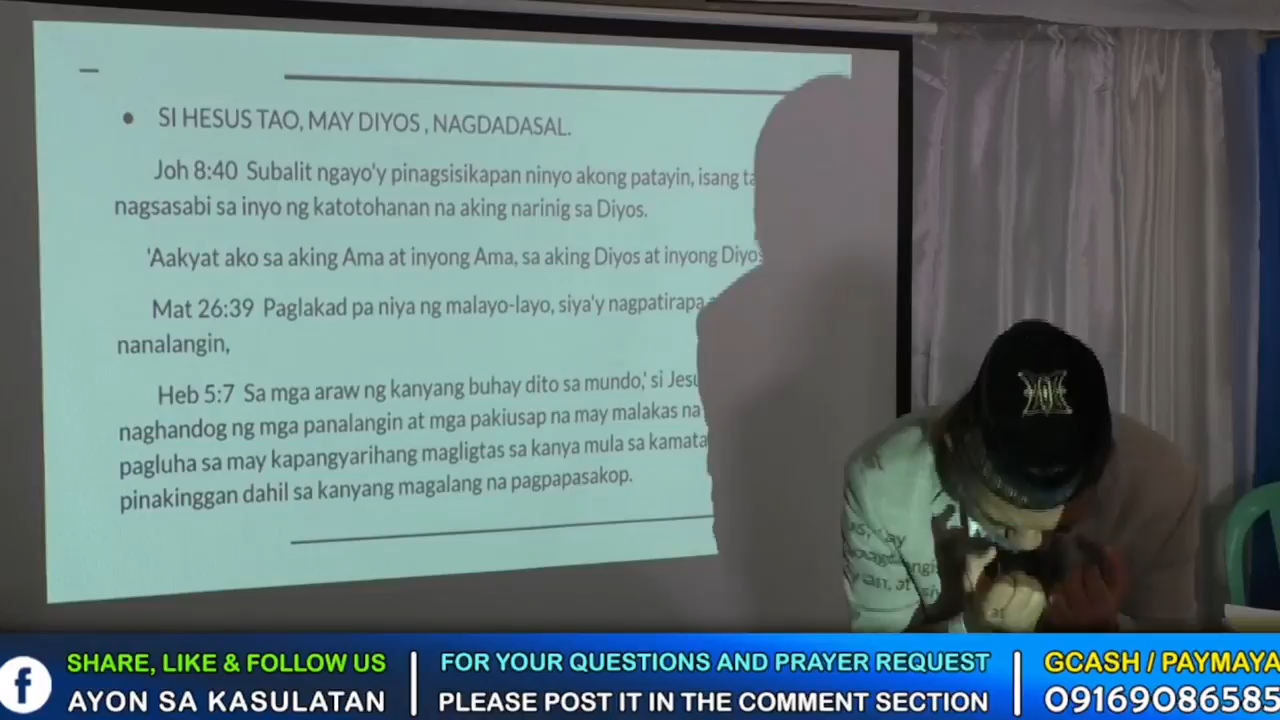 SI HESUS TAO, MAY DIYOS , NAGDADASAL.
Joh 8:40 Subalit ngayo'y pinagsisikapan ninyo akong patayin, isang
nagsasabi sa inyo ng katotohanan na aking narinig sa Diyos.
'Aakyat ako sa aking Ama at inyong Ama, sa aking Diyos at inyong
Mat 26:39 Paglakad pa niya ng malayo-layo, siya'y nagpatirapa
nanalangin,
Heb 5:7 Sa mga araw ng kanyang buhay dito sa mundo,' si
naghandog ng mga panalangin at mga pakiusap na may malakas na
pagluha sa may kapangyarihang magligtas sa kanya mula sa
pinakinggan dahil sa kanyang magalang na pagpapasakop.
SHARE, LIKE & FOLLOW US
AYON SA KASULATAN
FOR YOUR QUESTIONS AND PRAYER REQUEST
PLEASE POST IT IN THE COMMENT SECTION
GCASH / PAYMAYA
09169086585